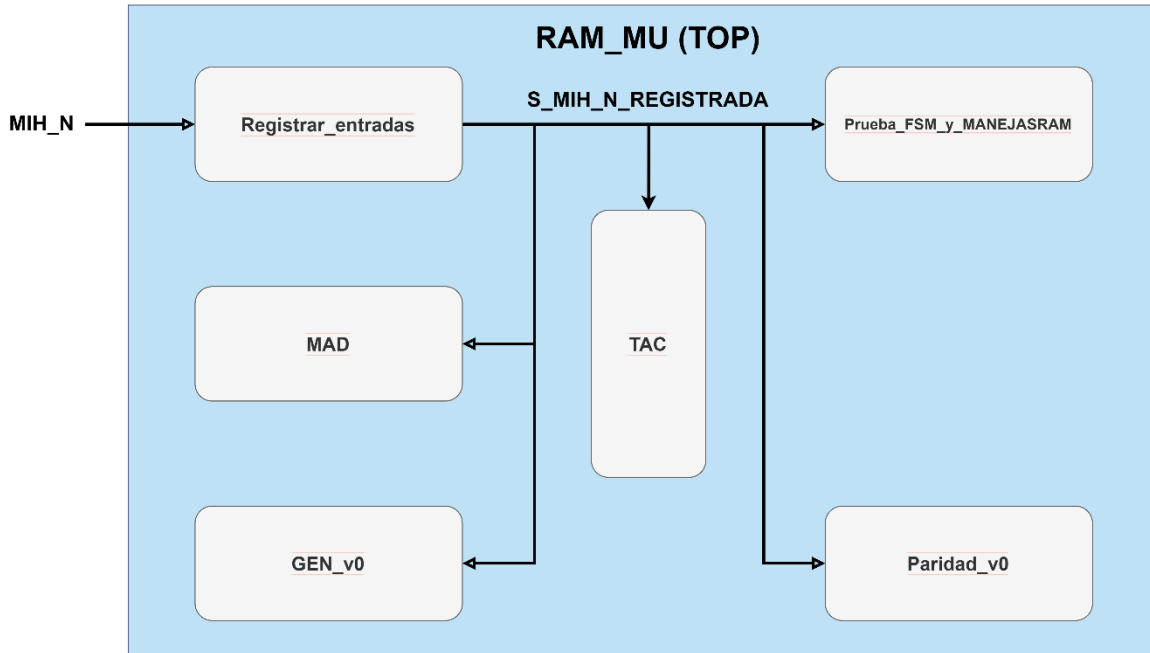 RAM_MU (TOP)
MIH_N
Registrar_entradas
S_MIH_N_REGISTRADA
Prueba_FSM_y_MANEJASRAM
MAD
TAC
GEN_v0
Paridad_v0